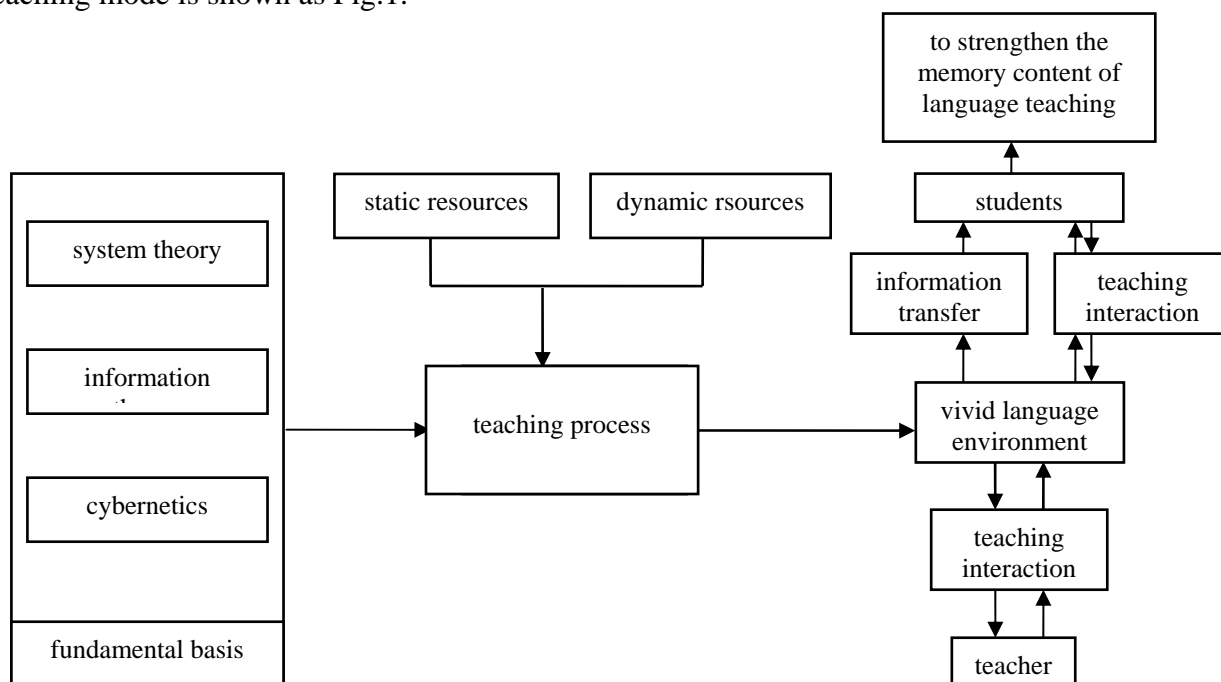 eaching mode is shown as Fig.1.
to strengthen the
memory content of
language teaching
static resources
dynamic rsources
students
system theory
information
transfer
teaching
interaction
information
teaching process
vivid language
environment
cybernetics
teaching
interaction
fundamental basis
teacher